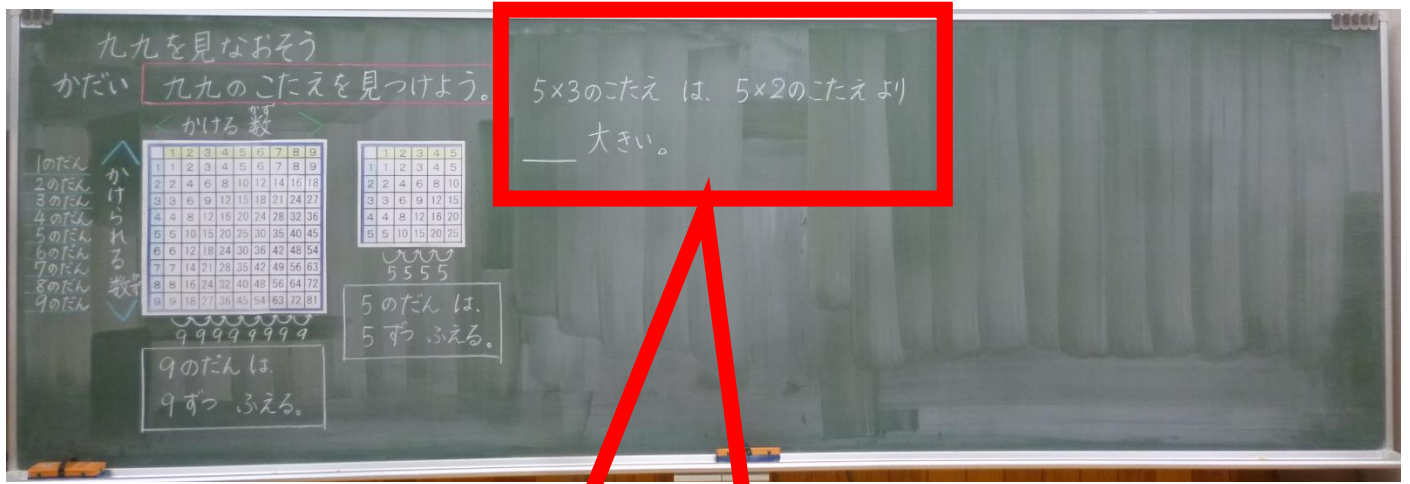 九九を見なおそう
かだい 九九のこたえを見つけよう。
かず
かける 数
1のだん
2のだん
3のだん
4のだん
5のだん
6のだん
7のだん
8のだん
9のだん
かけられる数
1 2 3 4 5 6 7 8 9
1 1 2 3 4 5 6 7 8 9
2 2 4 6 8 10 12 14 16 18
3 3 6 9 12 15 18 21 24 27
4 4 8 12 16 20 24 28 32 36
5 5 10 15 20 25 30 35 40 45
6 6 12 18 24 30 36 42 48 54
7 7 14 21 28 35 42 49 56 63
8 8 16 24 32 40 48 56 64 72
9 9 18 27 36 45 54 63 72 81
9 9 9 9 9 9 9 9
9のだん は、
9ずつ ふえる。
1 2 3 4 5
1 1 2 3 4 5
2 2 4 6 8 10
3 3 6 9 12 15
4 4 8 12 16 20
5 5 10 15 20 25
5 5 5 5
5のだん は、
5ずつ ふえる。
5×3のこたえ は、5×2のこたえより
___ 大きい。